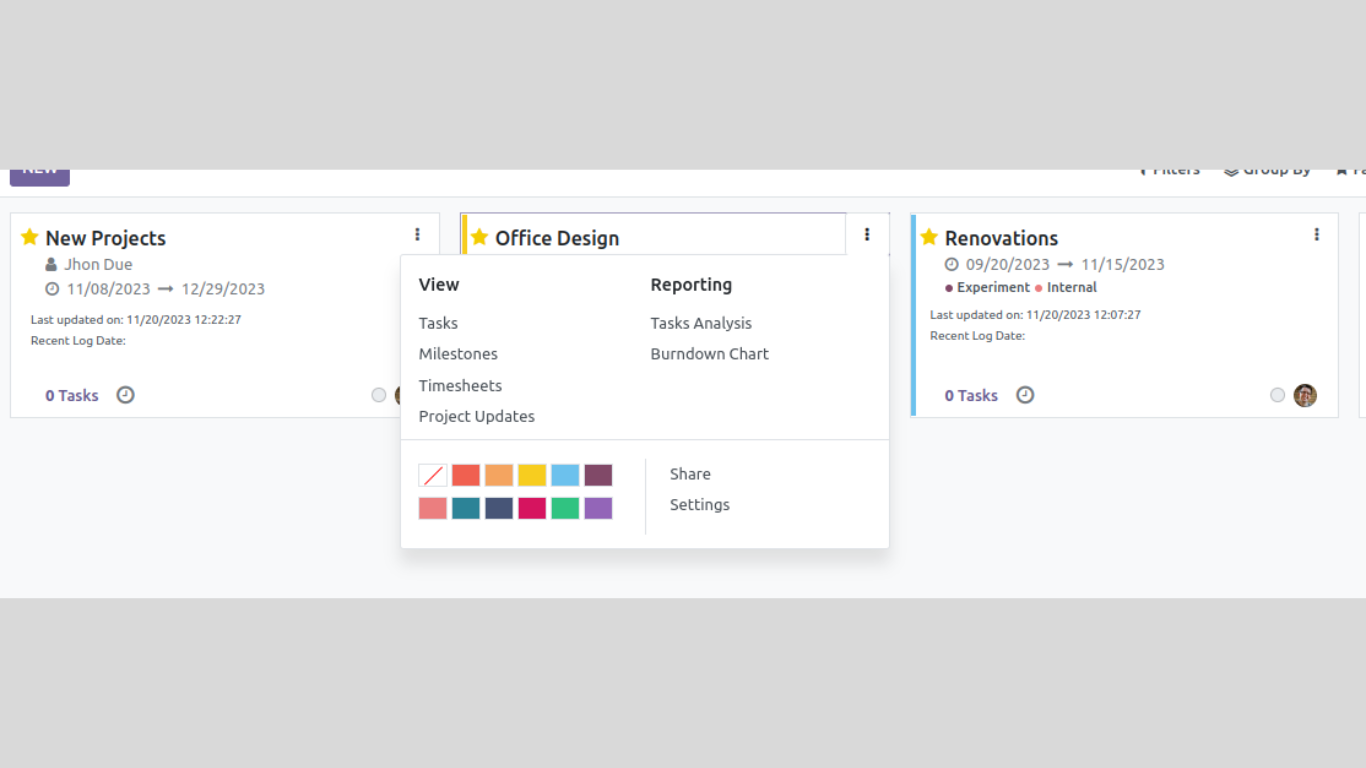 NEW
Filters Group By
New Projects
Jhon Due
11/08/2023 → 12/29/2023
Last updated on: 11/20/2023 12:22:27
Recent Log Date:
0 Tasks
Office Design
View
Tasks
Milestones
Timesheets
Project Updates
Reporting
Tasks Analysis
Burndown Chart
Share
Settings
Renovations
09/20/2023 → 11/15/2023
Experiment Internal
Last updated on: 11/20/2023 12:07:27
Recent Log Date:
0 Tasks